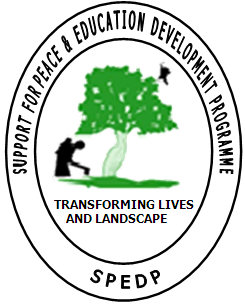 SUPPORT FOR PEACE & EDUCATION DEVELOPMENT PROGRAMME
TRANSFORMING LIVES
AND LANDSCAPE
SPEDP